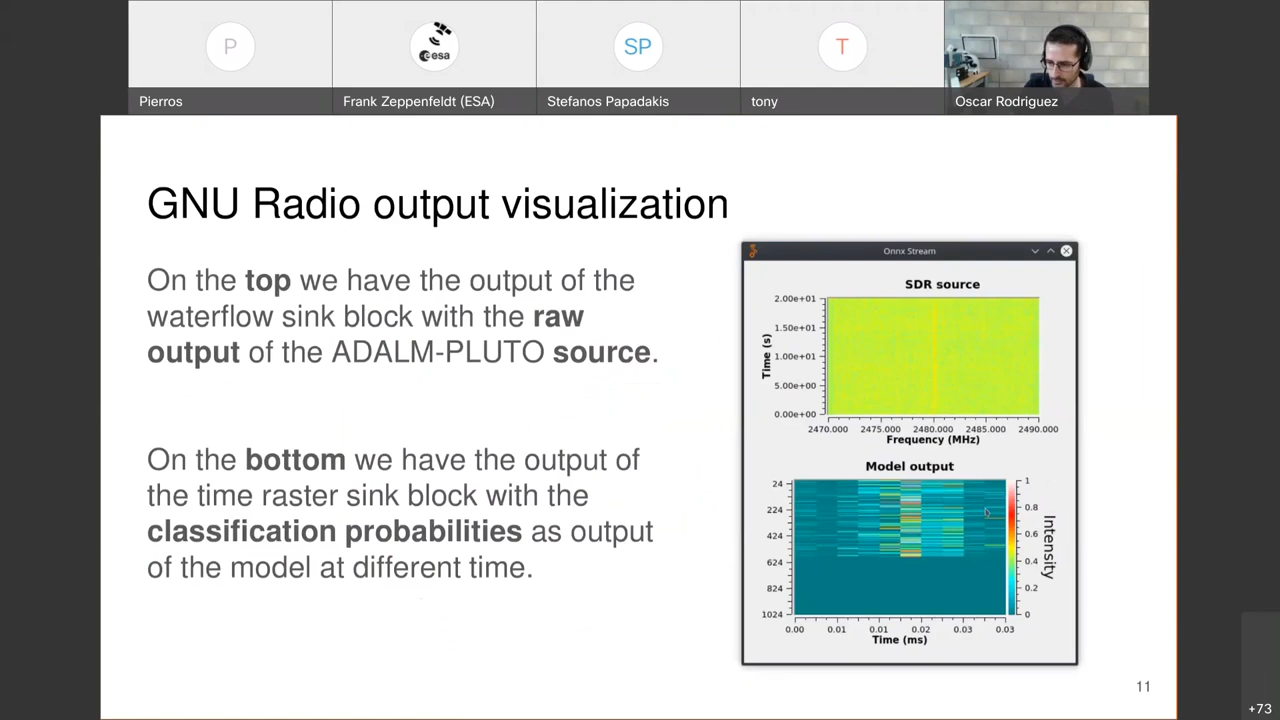 P
esa
SP
T
Pierros
Frank Zeppenfeldt (ESA)
Stefanos Papadakis
tony
Oscar Rodriguez
GNU Radio output visualization
On the top we have the output of the
waterflow sink block with the raw
output of the ADALM-PLUTO source.
On the bottom we have the output of
the time raster sink block with the
classification probabilities as output
of the model at different time.
Onnx Stream
SDR source
2.00e+01
1.50e+01
1.00e+01
5.00e+00
0.00e+00
Time (s)
2470.000 2475.000 2480.000 2485.000 2490.000
Frequency (MHz)
Model output
24
224
424
624
824
1024
1
0.8
0.6
0.4
0.2
0
Intensity
0.00 0.01 0.01 0.02 0.03 0.03
Time (ms)
11
+73